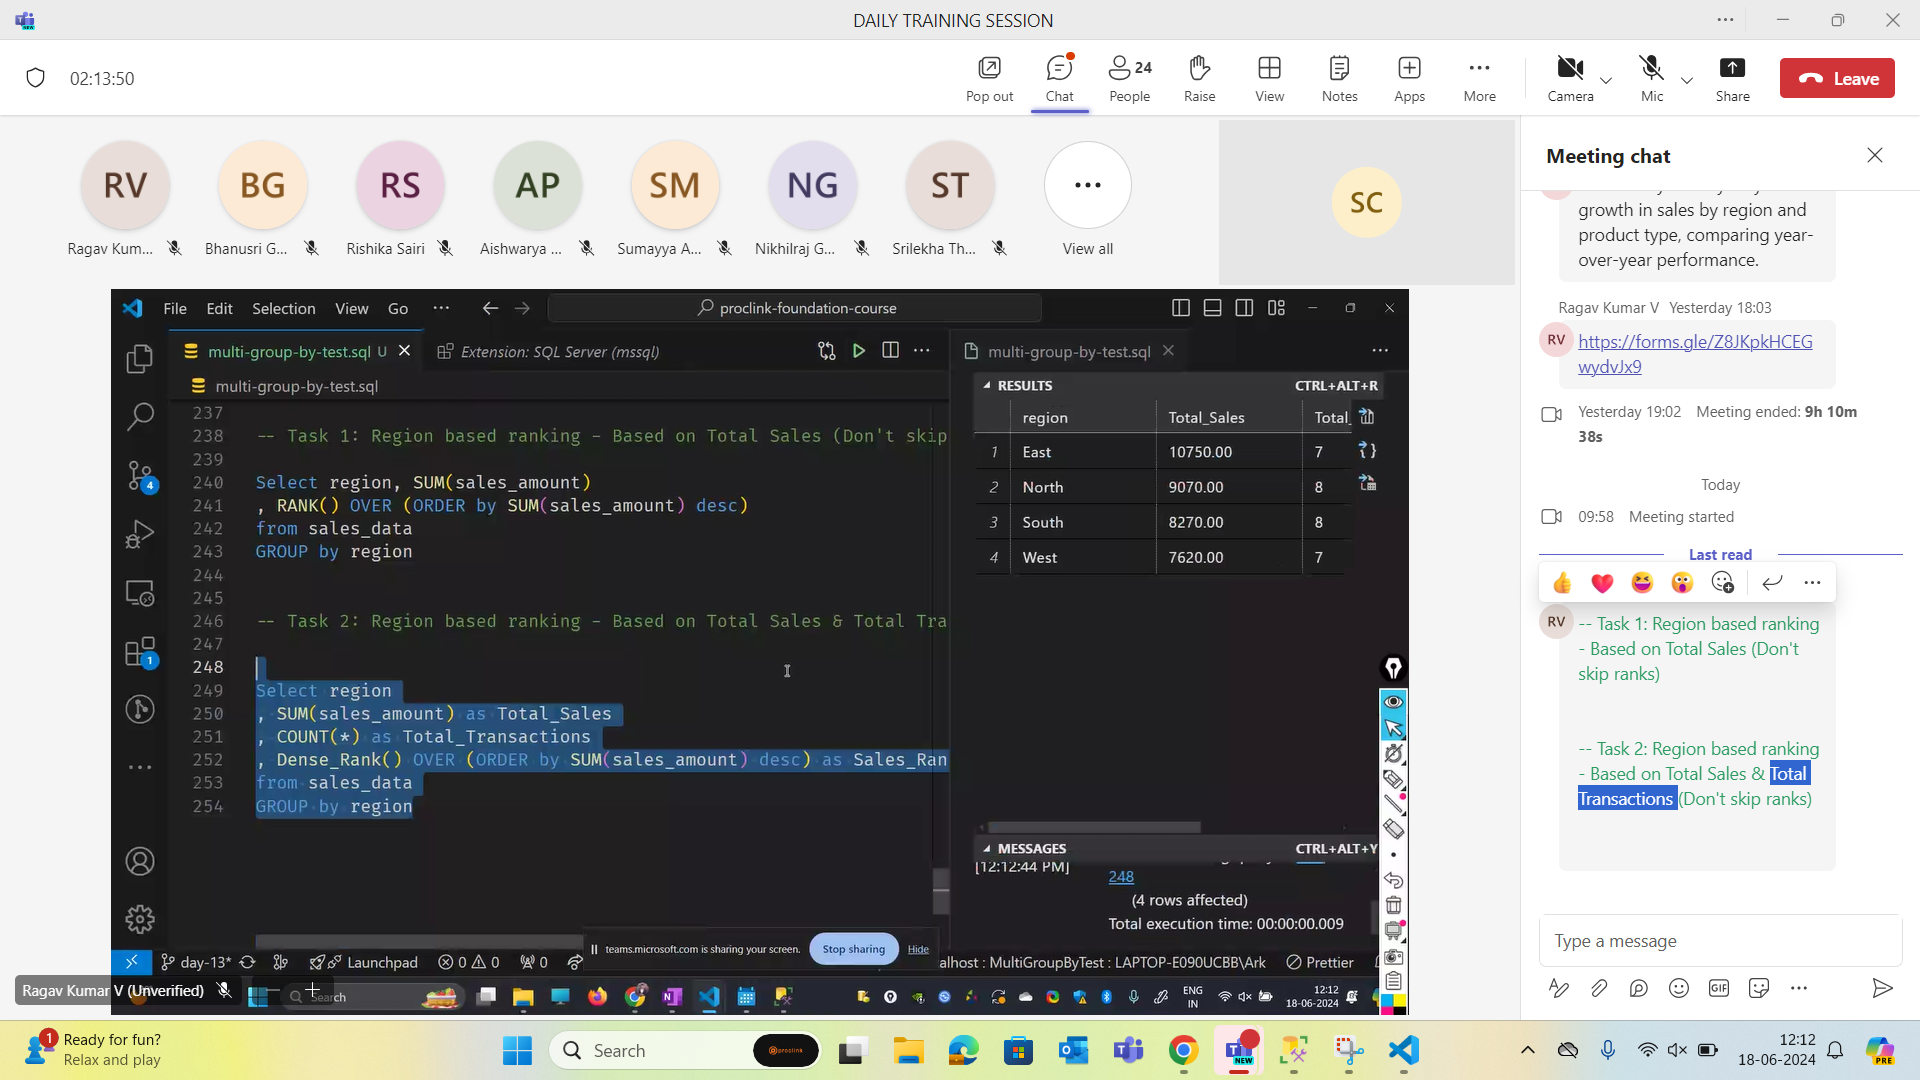 DAILY TRAINING SESSION
02:13:50
Pop out
Chat
24
People
Raise
View
Notes
Apps
More
Camera
Mic
Share
Leave
RV
BG
RS
AP
SM
NG
ST
SC
Ragav Kum...
Bhanusri G...
Rishika Sairi
Aishwarya ...
Sumayya A...
Nikhilraj G...
Srilekha Th...
View all
File Edit Selection View Go
proclink-foundation-course
multi-group-by-test.sql U
Extension: SQL Server (mssql)
multi-group-by-test.sql
237
238 -- Task 1: Region based ranking - Based on Total Sales (Don't skip
239
240 Select region, SUM(sales_amount)
241 , RANK() OVER (ORDER by SUM(sales_amount) desc)
242 from sales_data
243 GROUP by region
244
245
246 -- Task 2: Region based ranking - Based on Total Sales & Total Tra
247
248
249 Select region
250 , SUM(sales_amount) as Total_Sales
251 , COUNT(*) as Total_Transactions
252 , Dense_Rank() OVER (ORDER by SUM(sales_amount) desc) as Sales_Ran
253 from sales_data
254 GROUP by region
4
1
multi-group-by-test.sql
RESULTS CTRL+ALT+R
region Total_Sales Total_
1 East 10750.00 7
2 North 9070.00 8
3 South 8270.00 8
4 West 7620.00 7
MESSAGES CTRL+ALT+Y
[12:12:44 PM]
248
(4 rows affected)
Total execution time: 00:00:00.009
teams.microsoft.com is sharing your screen. Stop sharing Hide
day-13* Launchpad 0 0 0
alhost : MultiGroupByTest : LAPTOP-E090UCBB\Ark Prettier
Ragav Kumar V (Unverified)
Search
ENG
IN
12:12
18-06-2024
Meeting chat
growth in sales by region and
product type, comparing year-
over-year performance.
Ragav Kumar V Yesterday 18:03
RV
https://forms.gle/Z8JKpkHCEG
wydvJx9
Yesterday 19:02 Meeting ended: 9h 10m
38s
Today
09:58 Meeting started
Last read
RV
-- Task 1: Region based ranking
- Based on Total Sales (Don't
skip ranks)
-- Task 2: Region based ranking
- Based on Total Sales & Total
Transactions (Don't skip ranks)
Type a message
GIF
1
Ready for fun?
Relax and play
Search
proclink
NEW
12:12
18-06-2024
PRE